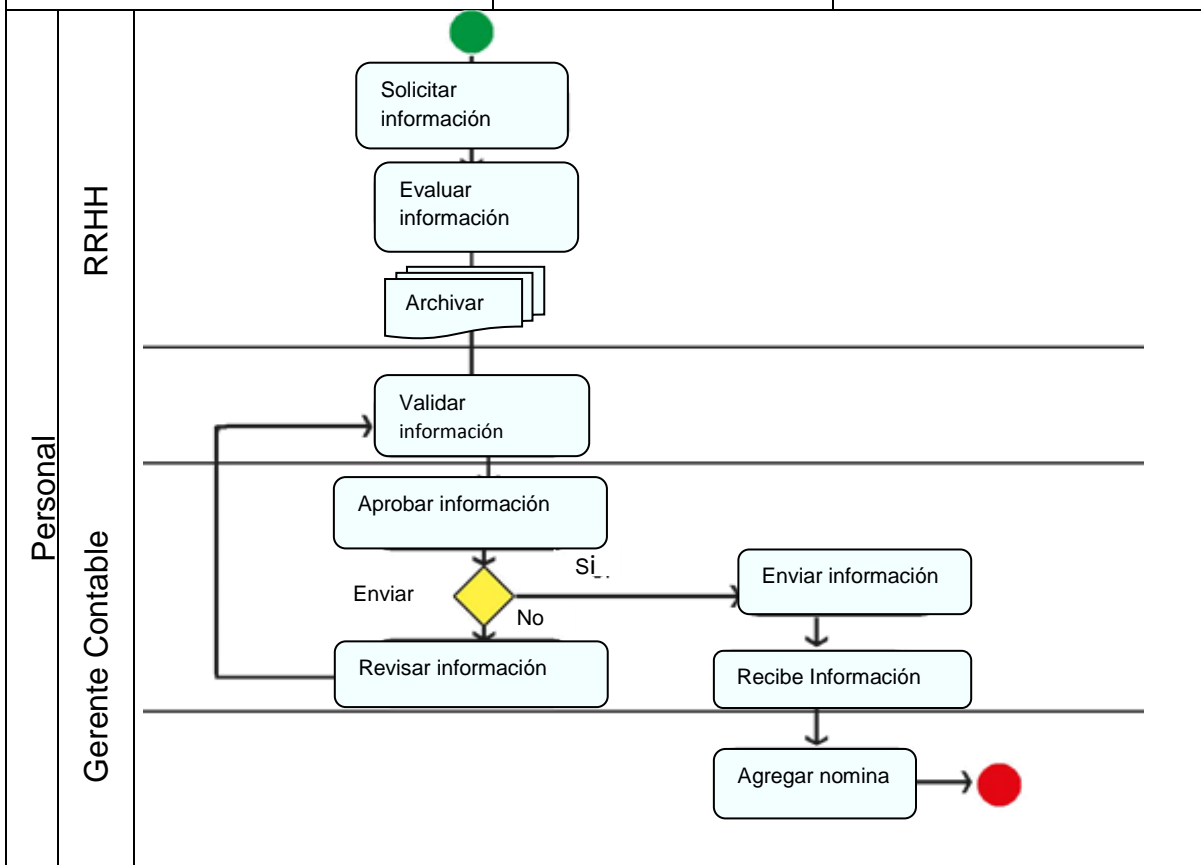 Personal
RRHH
Gerente Contable
Solicitar
información
Evaluar
información
Archivar
Validar
información
Aprobar información
Enviar
Si
No
Enviar información
Revisar información
Recibe Información
Agregar nomina